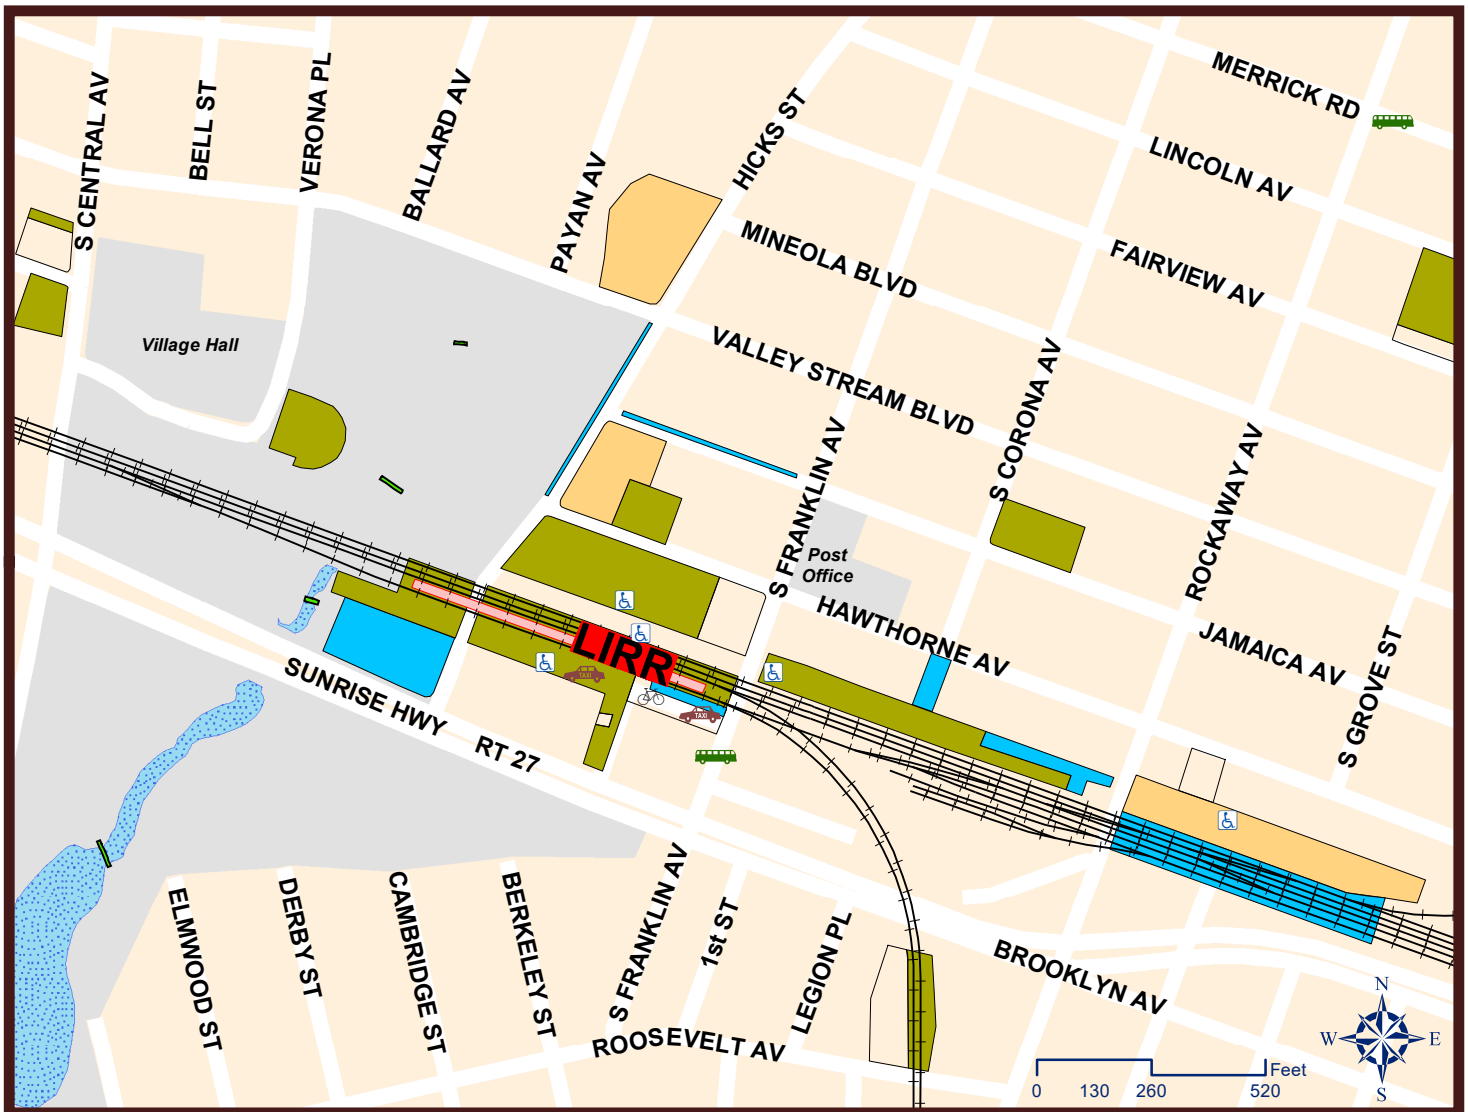 MERRICK RD
LINCOLN AV
FAIRVIEW AV
HICKS ST
S CENTRAL AV
BELL ST
VERONA PL
BALLARD AV
PAYAN AV
MINEOLA BLVD
VALLEY STREAM BLVD
Village Hall
S FRANKLIN AV
S CORONA AV
ROCKAWAY AV
Post
Office
HAWTHORNE AV
JAMAICA AV
S GROVE ST
LIRR
TAXI
TAXI
SUNRISE HWY
RT 27
ELMWOOD ST
DERBY ST
CAMBRIDGE ST
BERKELEY ST
S FRANKLIN AV
1st ST
LEGION PL
ROOSEVELT AV
BROOKLYN AV
N
W
E
S
Feet
0 130 260 520